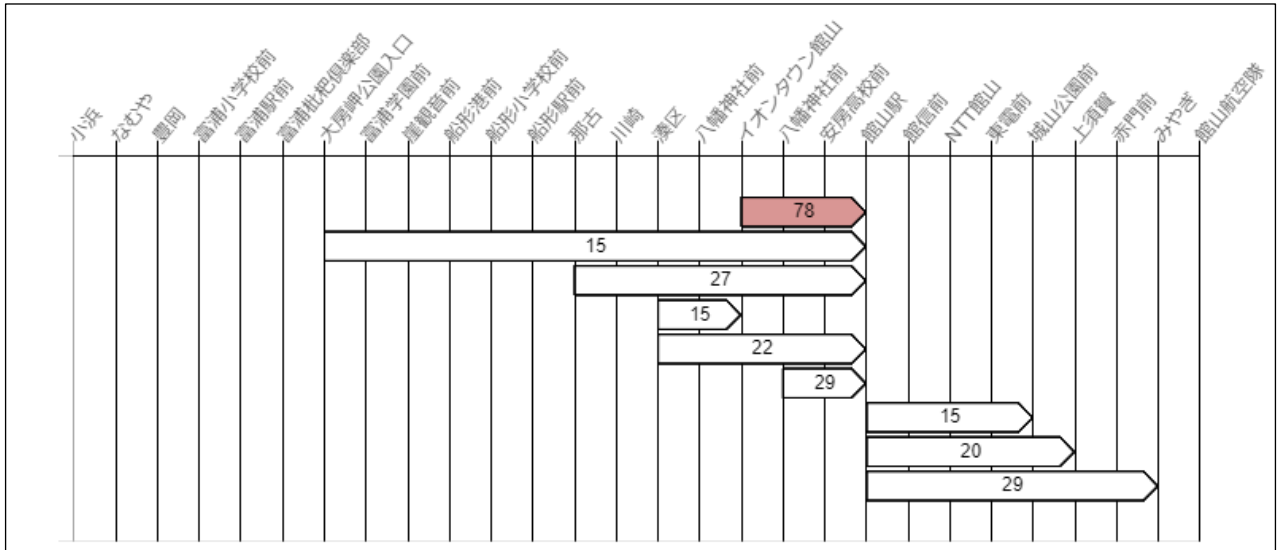 小浜
なむや
豊岡
富浦小学校前
富浦駅前
富浦枇杷倶楽部
大房岬公園入口
富浦学園前
崖観音前
船形港前
船形小学校前
船形駅前
那古
川崎
湊区
八幡神社前
イオンタウン館山
八幡神社前
安房高校前
館山駅
館信前
NTT館山
東電前
城山公園前
上須賀
赤門前
みやぎ
館山航空隊
78
15
27
15
22
29
15
20
29